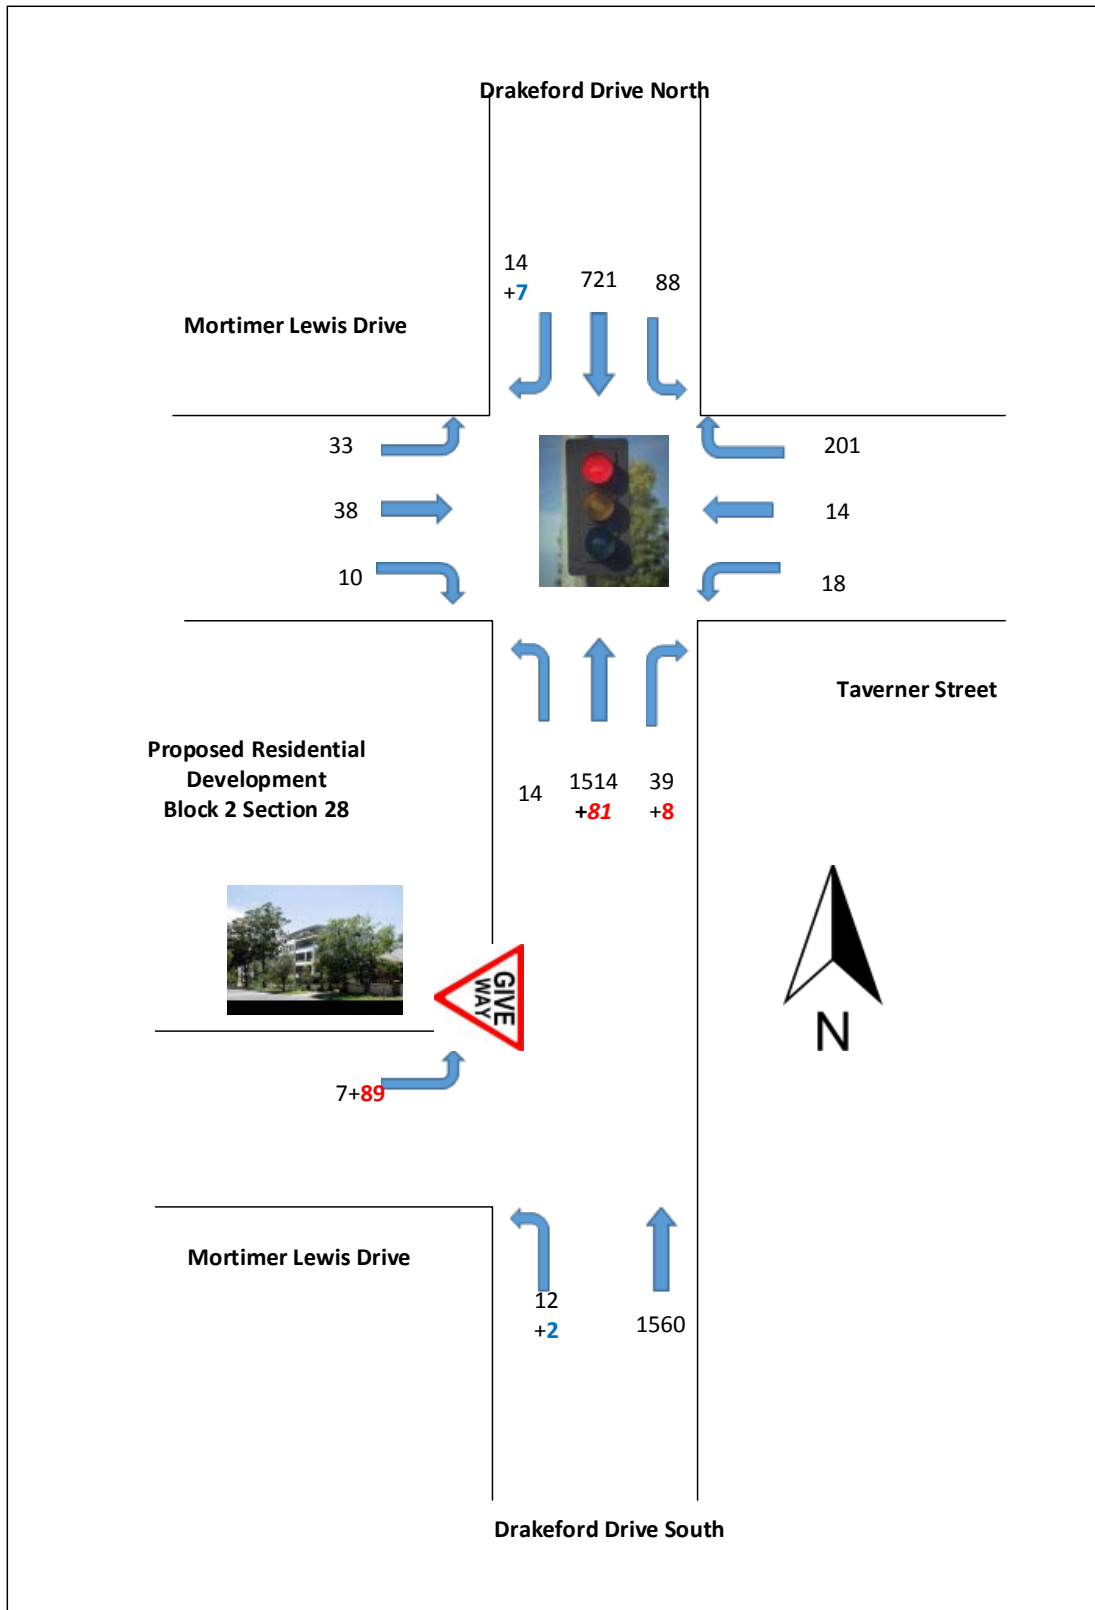 Drakeford Drive North
14
+7
721
88
Mortimer Lewis Drive
33
201
38
14
10
18
Taverner Street
Proposed Residential
Development
Block 2 Section 28
14
1514
+81
39
+8
GIVE
WAY
N
7+89
Mortimer Lewis Drive
12
+2
1560
Drakeford Drive South